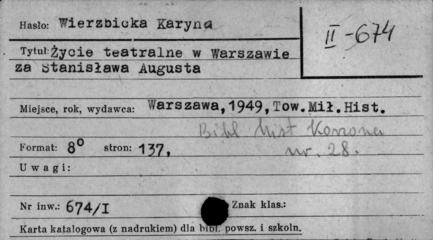 Hasło: Wierzbicka Karyna
II-674
Tytuł: Życie teatralne w Warszawie
za Stanisława Augusta
Miejsce, rok, wydawca: Warszawa, 1949, Tow. Mił. Hist.
Bibl hist Korzona
nr. 28.
Format: 8° stron: 137,
Uwagi:
Nr inw.: 674/I Znak klas.:
Karta katalogowa (z nadrukiem) dla bibl. powsz. i szkoln.